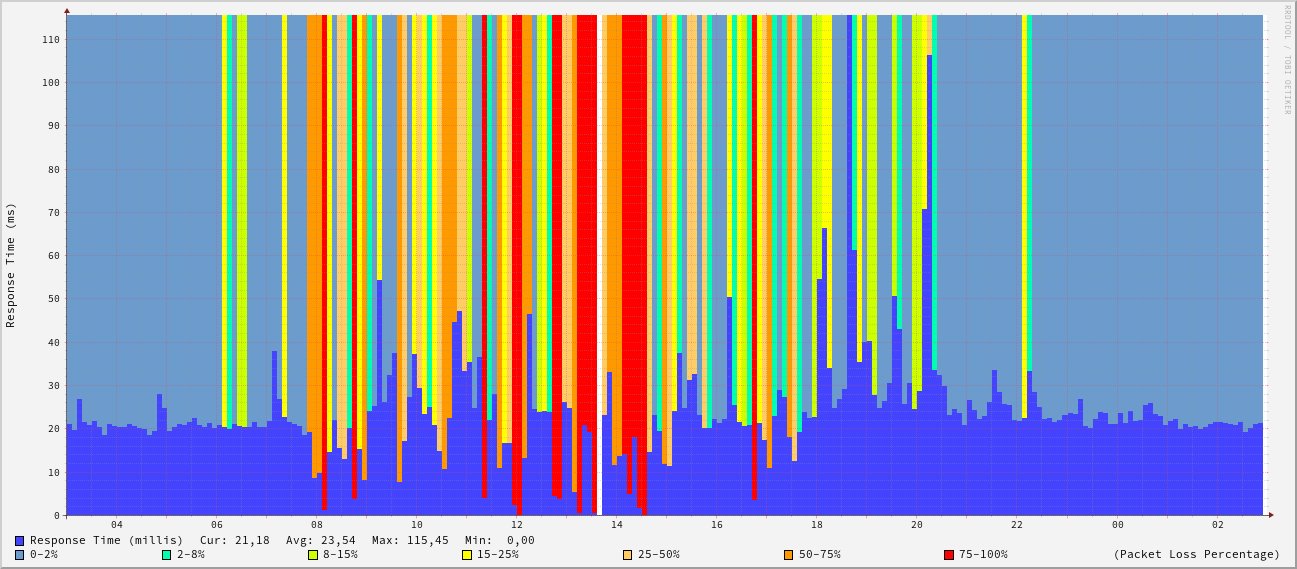 RRDTOOL / TOBI OETIKER
Response Time (ms)
110
100
90
80
70
60
50
40
30
20
10
0
04 06 08 10 12 14 16 18 20 22 00 02
Response Time (millis) Cur: 21,18 Avg: 23,54 Max: 115,45 Min: 0,00
0-2% 2-8% 8-15% 15-25% 25-50% 50-75% 75-100% (Packet Loss Percentage)